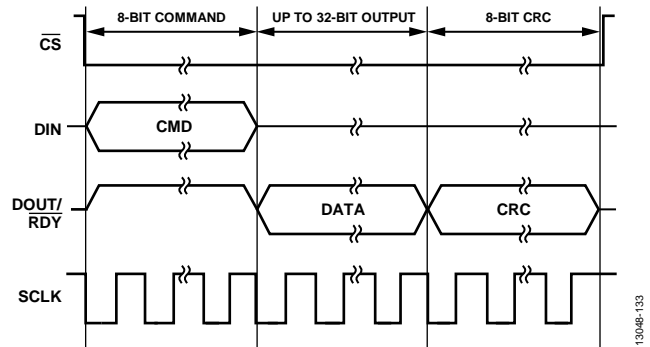 8-BIT COMMAND UP TO 32-BIT OUTPUT 8-BIT CRC
CS
DIN
CMD
DOUT/
RDY
DATA
CRC
SCLK
13048-133